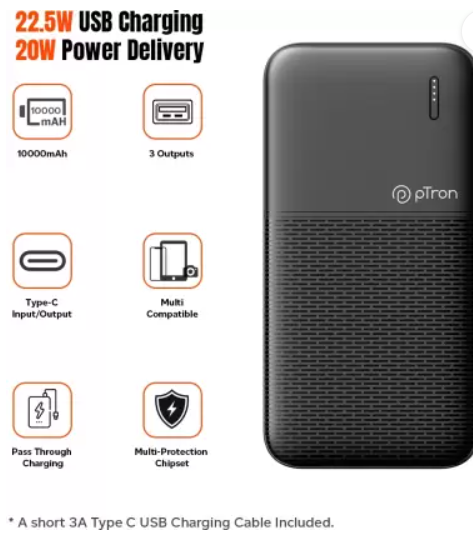 22.5W USB Charging
20W Power Delivery
10000
mAH
10000mAh
3 Outputs
pTron
Type-C
Input/Output
Multi
Compatible
Pass Through
Charging
Multi-Protection
Chipset
* A short 3A Type C USB Charging Cable Included.